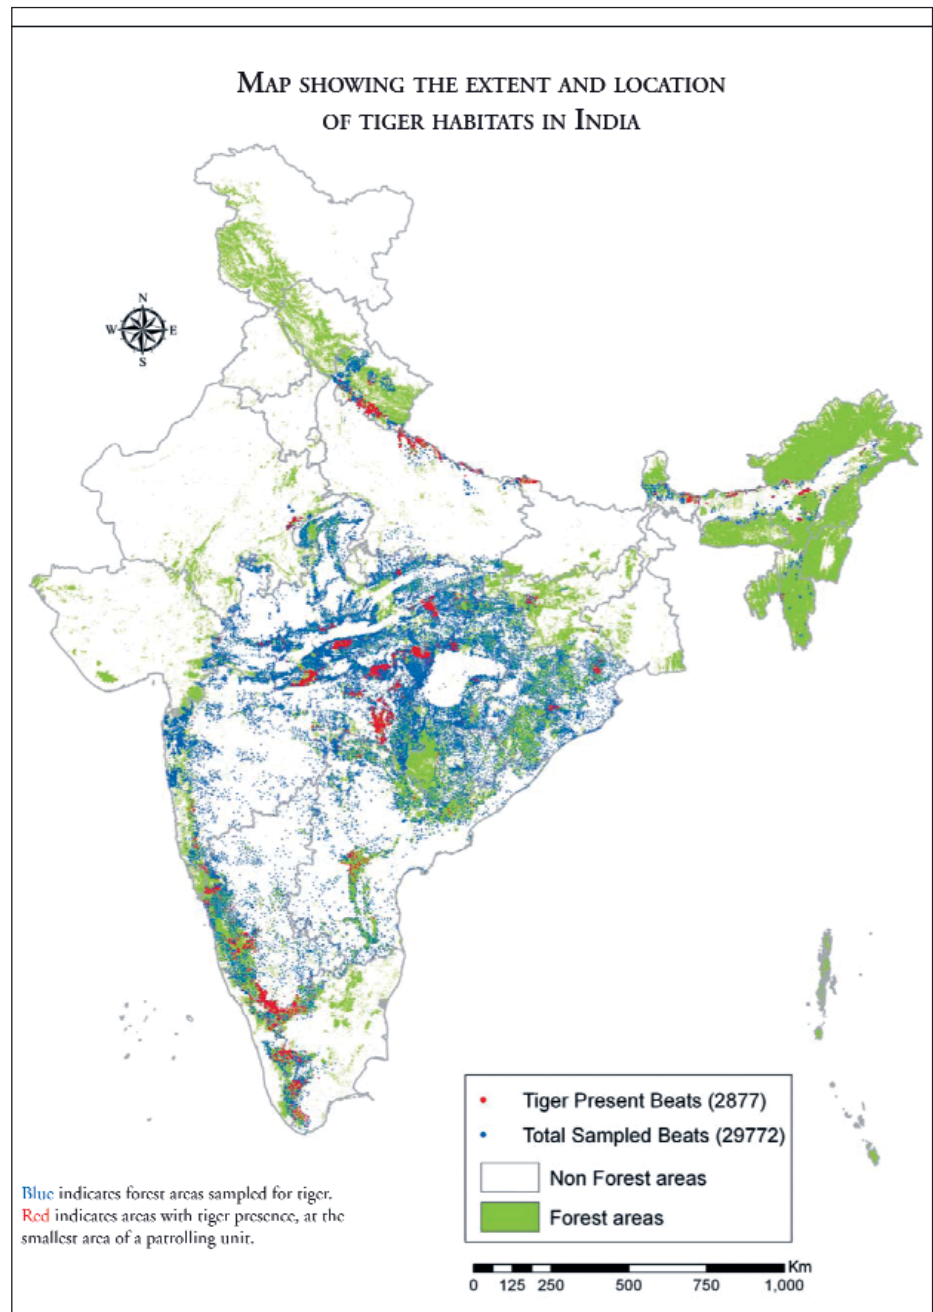 MAP SHOWING THE EXTENT AND LOCATION
OF TIGER HABITATS IN INDIA
N
W E
S
Tiger Present Beats (2877)
Total Sampled Beats (29772)
Non Forest areas
Forest areas
Blue indicates forest areas sampled for tiger.
Red indicates areas with tiger presence, at the
smallest area of a patrolling unit.
Km
0 125 250 500 750 1,000